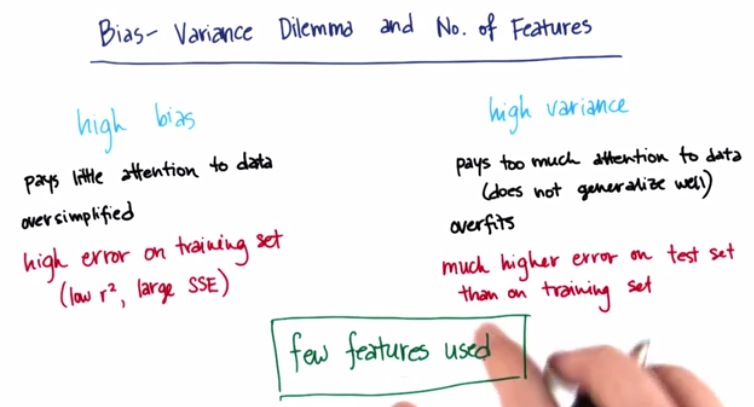 Bias-Variance Dilemma and No. of Features
high bias
pays little attention to data
oversimplified
high error on training set
(low r², large SSE)
high variance
pays too much attention to data
(does not generalize well)
overfits
much higher error on test set
than on training set
few features used